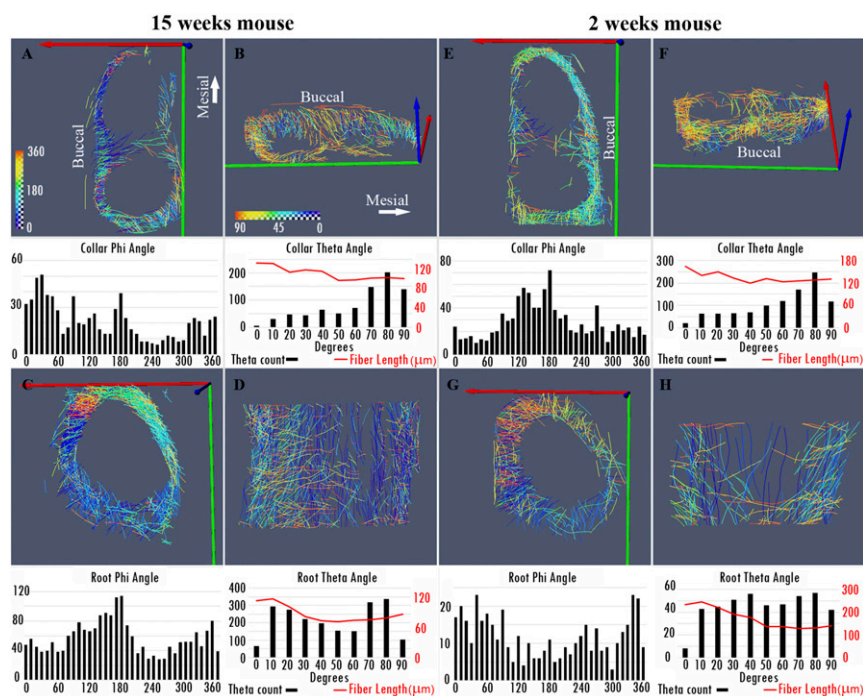 15 weeks mouse
2 weeks mouse
A
Mesial
Buccal
360
180
0
B
Buccal
Mesial
90 45 0
E
Buccal
F
Buccal
Collar Phi Angle
60
30
0
0 60 120 180 240 300 360
Collar Theta Angle
200
100
0
120
80
40
0
0 10 20 30 40 50 60 70 80 90
Degrees
Theta count
Fiber Length(μm)
Collar Phi Angle
80
40
0
0 60 120 180 240 300 360
Collar Theta Angle
300
200
100
0
180
120
60
0
0 10 20 30 40 50 60 70 80 90
Degrees
Theta count
Fiber Length(μm)
C
D
G
H
Root Phi Angle
120
80
40
0
0 60 120 180 240 300 360
Root Theta Angle
400
300
200
100
0
180
120
60
0
0 10 20 30 40 50 60 70 80 90
Degrees
Theta count
Fiber Length(μm)
Root Phi Angle
20
10
0
0 60 120 180 240 300 360
Root Theta Angle
60
40
20
0
300
200
100
0
0 10 20 30 40 50 60 70 80 90
Degrees
Theta count
Fiber Length(μm)